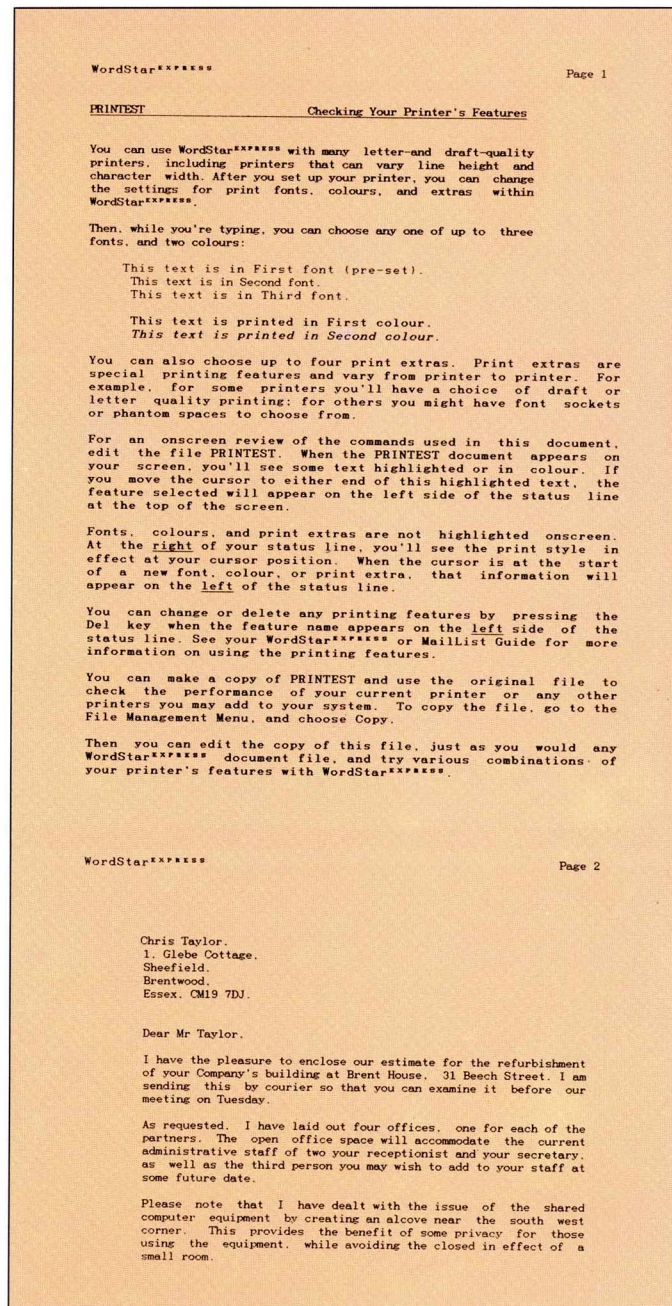 WordStarEXPRESS Page 1
PRINTEST Checking Your Printer's Features
You can use WordStarEXPRESS with many letter-and draft-quality
printers, including printers that can vary line height and
character width. After you set up your printer, you can change
the settings for print fonts, colours, and extras within
WordStarEXPRESS.
Then, while you're typing, you can choose any one of up to three
fonts, and two colours:
This text is in First font (pre-set).
This text is in Second font.
This text is in Third font.
This text is printed in First colour.
This text is printed in Second colour.
You can also choose up to four print extras. Print extras are
special printing features and vary from printer to printer. For
example, for some printers you'll have a choice of draft or
letter quality printing; for others you might have font sockets
or phantom spaces to choose from.
For an onscreen review of the commands used in this document,
edit the file PRINTEST. When the PRINTEST document appears on
your screen, you'll see some text highlighted or in colour. If
you move the cursor to either end of this highlighted text, the
feature selected will appear on the left side of the status line
at the top of the screen.
Fonts, colours, and print extras are not highlighted onscreen.
At the right of your status line, you'll see the print style in
effect at your cursor position. When the cursor is at the start
of a new font, colour, or print extra, that information will
appear on the left of the status line.
You can change or delete any printing features by pressing the
Del key when the feature name appears on the left side of the
status line. See your WordStarEXPRESS or MailList Guide for more
information on using the printing features.
You can make a copy of PRINTEST and use the original file to
check the performance of your current printer or any other
printers you may add to your system. To copy the file, go to the
File Management Menu, and choose Copy.
Then you can edit the copy of this file, just as you would any
WordStarEXPRESS document file, and try various combinations of
your printer's features with WordStarEXPRESS.
WordStarEXPRESS Page 2
Chris Taylor,
1, Glebe Cottage,
Sheefield,
Brentwood,
Essex, CM19 7DJ.
Dear Mr Taylor,
I have the pleasure to enclose our estimate for the refurbishment
of your Company's building at Brent House, 31 Beech Street. I am
sending this by courier so that you can examine it before our
meeting on Tuesday.
As requested, I have laid out four offices, one for each of the
partners. The open office space will accommodate the current
administrative staff of two your receptionist and your secretary,
as well as the third person you may wish to add to your staff at
some future date.
Please note that I have dealt with the issue of the shared
computer equipment by creating an alcove near the south west
corner. This provides the benefit of some privacy for those
using the equipment, while avoiding the closed in effect of a
small room.